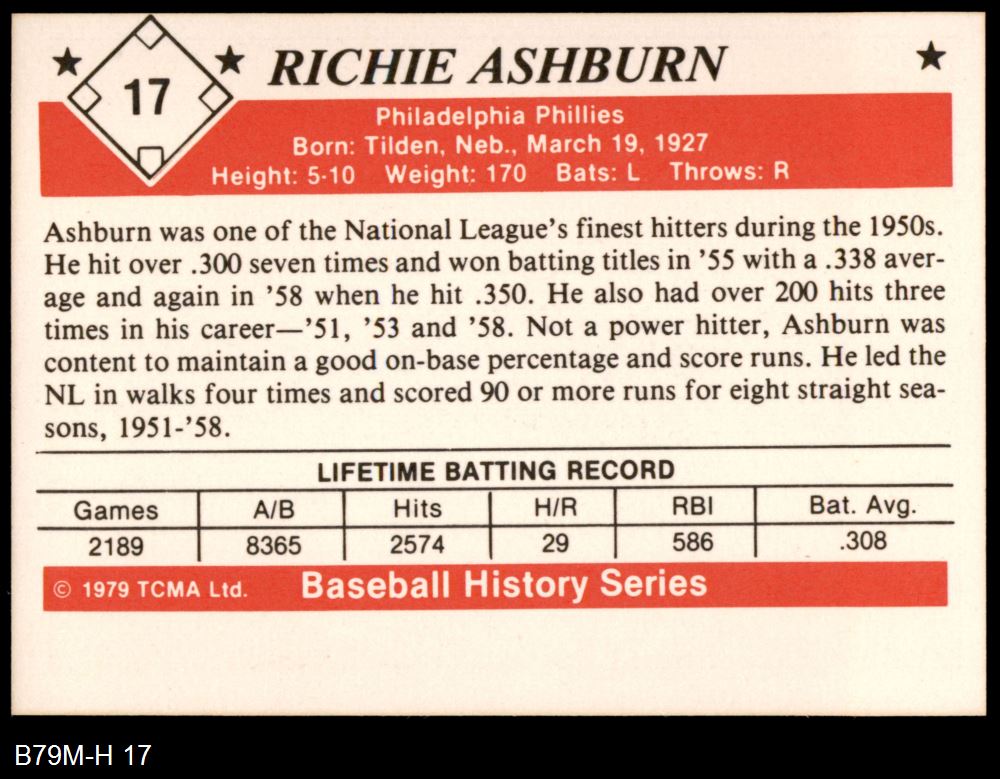 17
RICHIE ASHBURN
Philadelphia Phillies
Born: Tilden, Neb., March 19, 1927
Height: 5-10 Weight: 170 Bats: L Throws: R
Ashburn was one of the National League's finest hitters during the 1950s.
He hit over .300 seven times and won batting titles in '55 with a .338 aver-
age and again in '58 when he hit .350. He also had over 200 hits three
times in his career—'51, '53 and '58. Not a power hitter, Ashburn was
content to maintain a good on-base percentage and score runs. He led the
NL in walks four times and scored 90 or more runs for eight straight sea-
sons, 1951-'58.
LIFETIME BATTING RECORD
Games A/B Hits H/R RBI Bat. Avg.
2189 8365 2574 29 586 .308
© 1979 TCMA Ltd. Baseball History Series
B79M-H 17